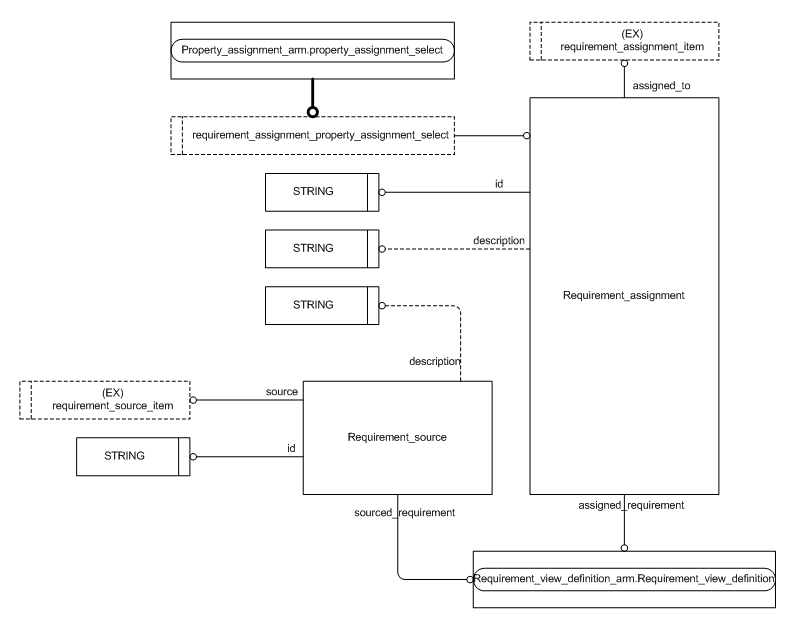 Property_assignment_arm.property_assignment_select
(EX)
requirement_assignment_item
assigned_to
requirement_assignment_property_assignment_select
STRING
id
STRING
description
STRING
Requirement_assignment
description
(EX)
requirement_source_item
source
Requirement_source
STRING
id
sourced_requirement
assigned_requirement
Requirement_view_definition_arm.Requirement_view_definition